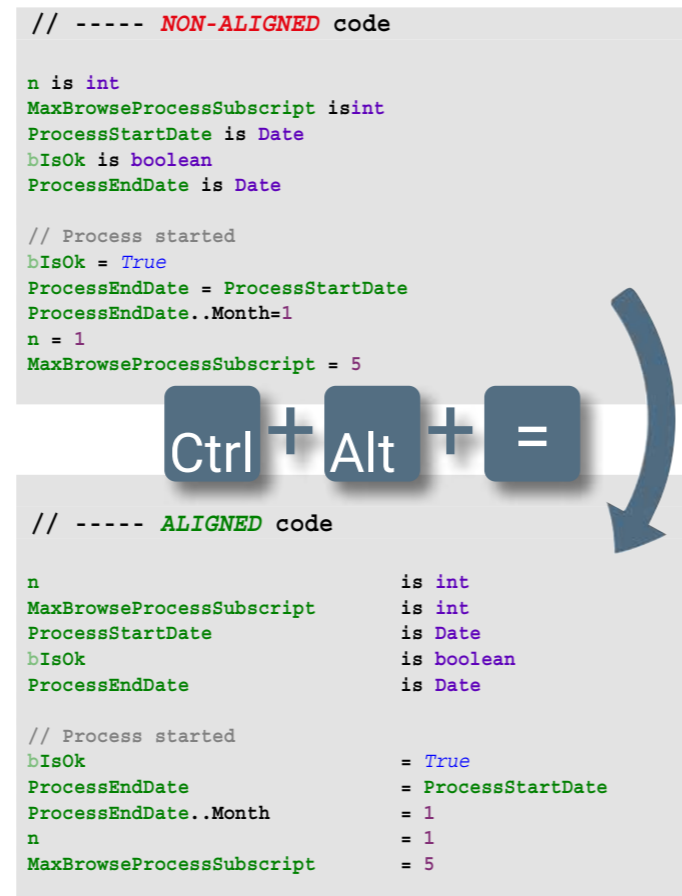 // ----- NON-ALIGNED code
n is int
MaxBrowseProcessSubscript isint
ProcessStartDate is Date
bIsOk is boolean
ProcessEndDate is Date
// Process started
bIsOk = True
ProcessEndDate = ProcessStartDate
ProcessEndDate..Month=1
n = 1
MaxBrowseProcessSubscript = 5
Ctrl + Alt + =
// ----- ALIGNED code
n is int
MaxBrowseProcessSubscript is int
ProcessStartDate is Date
bIsOk is boolean
ProcessEndDate is Date
// Process started
bIsOk = True
ProcessEndDate = ProcessStartDate
ProcessEndDate..Month = 1
n = 1
MaxBrowseProcessSubscript = 5